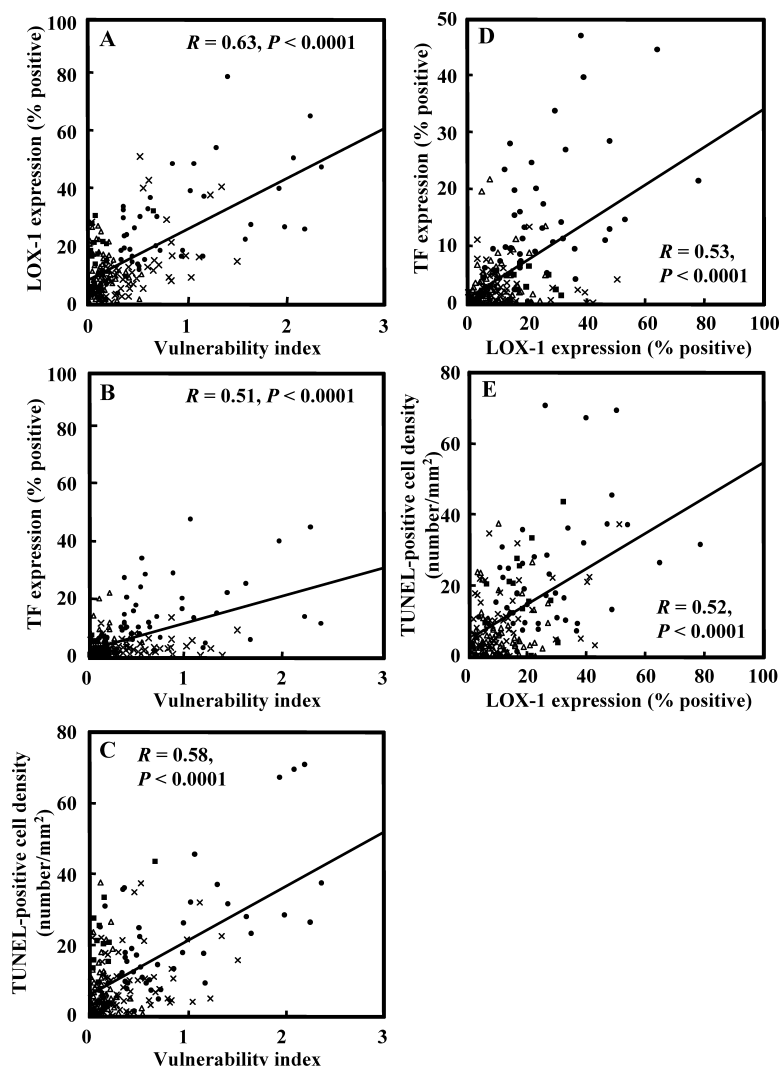 A
R = 0.63, P < 0.0001
LOX-1 expression (% positive)
100
80
60
40
20
0
0 1 2 3
Vulnerability index
B
R = 0.51, P < 0.0001
TF expression (% positive)
100
80
60
40
20
0
0 1 2 3
Vulnerability index
C
R = 0.58,
P < 0.0001
TUNEL-positive cell density
(number/mm²)
80
60
40
20
0
0 1 2 3
Vulnerability index
D
R = 0.53,
P < 0.0001
TF expression (% positive)
50
40
30
20
10
0
0 20 40 60 80 100
LOX-1 expression (% positive)
E
R = 0.52,
P < 0.0001
TUNEL-positive cell density
(number/mm²)
80
60
40
20
0
0 20 40 60 80 100
LOX-1 expression (% positive)